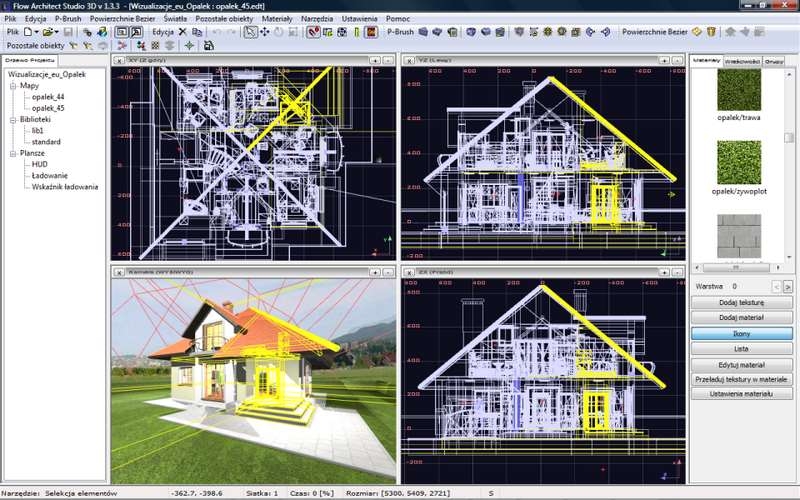 Flow Architect Studio 3D v 1.3.3 - [Wizualizacje_eu_Opalek : opalek_45.edt]
Plik Edycja P-Brush Powierzchnie Bezier Światła Pozostałe obiekty Materiały Narzędzia Ustawienia Pomoc
Plik Edycja P-Brush Powierzchnie Bezier
Pozostałe obiekty
Drzewo Projektu
Wizualizacje_eu_Opalek
Mapy
opalek_44
opalek_45
Biblioteki
lib1
standard
Plansze
HUD
Ładowanie
Wskaźnik ładowania
XY (Z góry)
YZ (Lewy)
Kamera (WYSIWYG)
ZX (Przód)
Materiały Właściwości Grupy
opalek/trawa
opalek/zywoplot
Warstwa 0
Dodaj teksturę
Dodaj materiał
Ikony
Lista
Edytuj materiał
Przeładuj tekstury w materiale
Ustawienia materiału
Narzędzie: Selekcja elementów -362.7, -398.6 Siatka: 1 Czas: 0 [%] Rozmiar: [5300, 5409, 2721] S